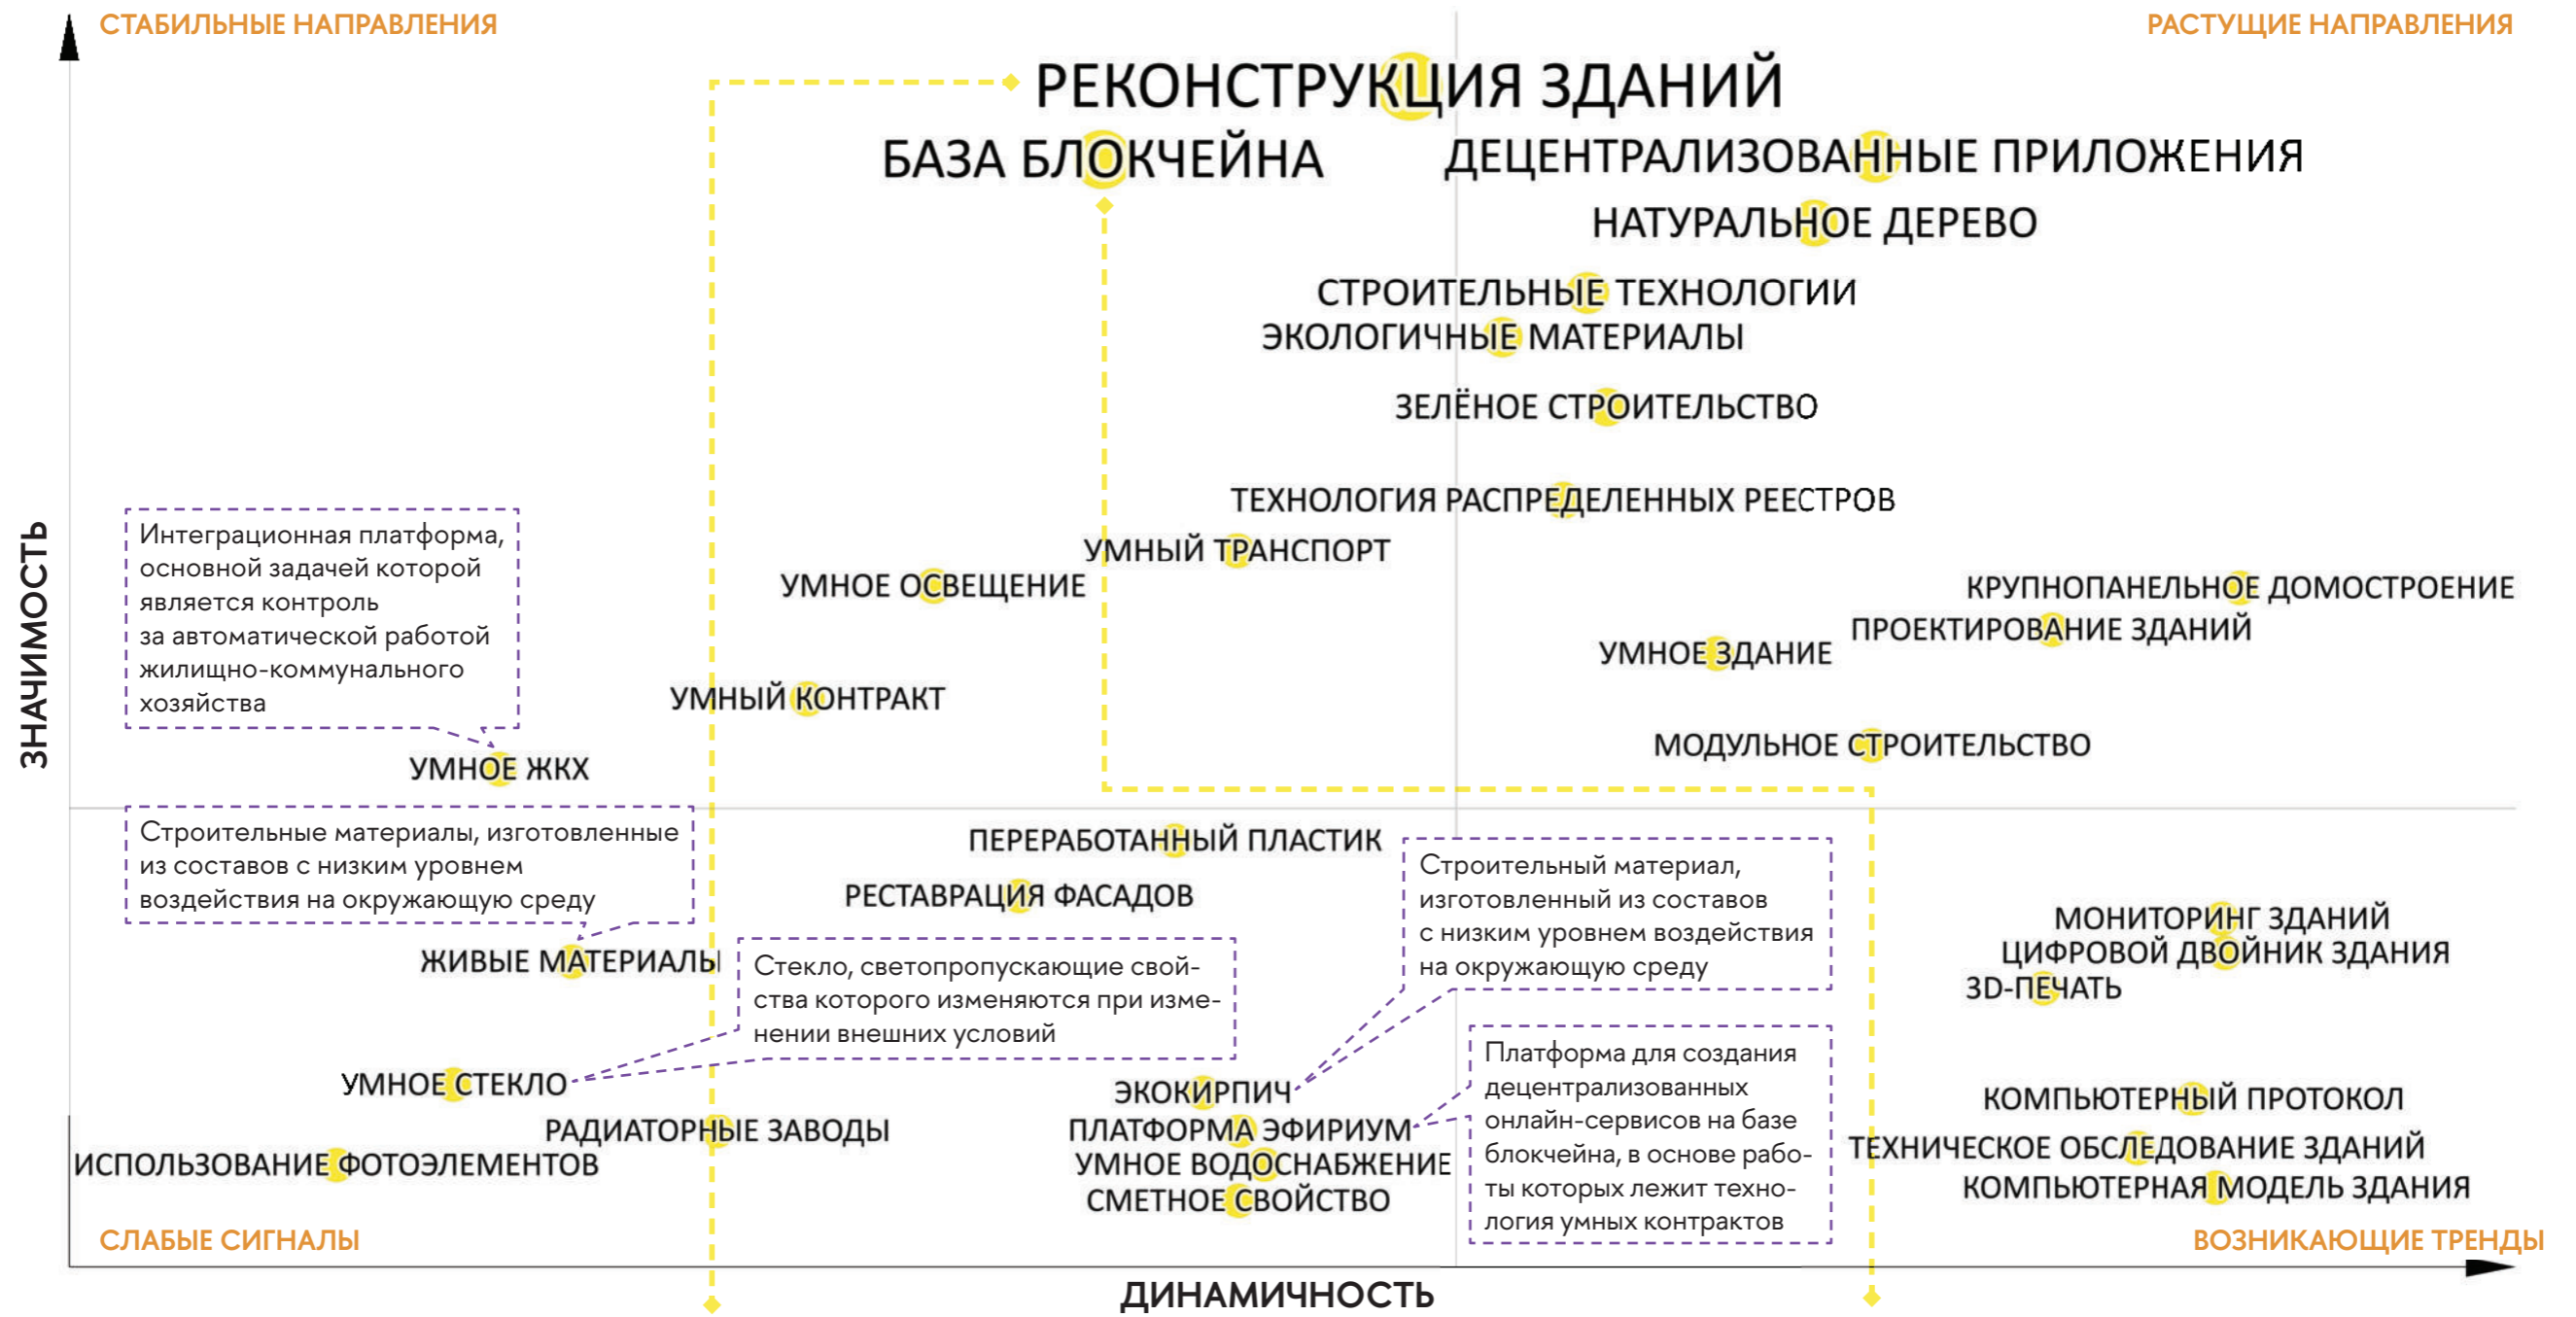 СТАБИЛЬНЫЕ НАПРАВЛЕНИЯ
РАСТУЩИЕ НАПРАВЛЕНИЯ
РЕКОНСТРУКЦИЯ ЗДАНИЙ
БАЗА БЛОКЧЕЙНА
ДЕЦЕНТРАЛИЗОВАННЫЕ ПРИЛОЖЕНИЯ
НАТУРАЛЬНОЕ ДЕРЕВО
СТРОИТЕЛЬНЫЕ ТЕХНОЛОГИИ
ЭКОЛОГИЧНЫЕ МАТЕРИАЛЫ
ЗЕЛЁНОЕ СТРОИТЕЛЬСТВО
ТЕХНОЛОГИЯ РАСПРЕДЕЛЕННЫХ РЕЕСТРОВ
УМНЫЙ ТРАНСПОРТ
УМНОЕ ОСВЕЩЕНИЕ
КРУПНОПАНЕЛЬНОЕ ДОМОСТРОЕНИЕ
ПРОЕКТИРОВАНИЕ ЗДАНИЙ
УМНОЕ ЗДАНИЕ
УМНЫЙ КОНТРАКТ
МОДУЛЬНОЕ СТРОИТЕЛЬСТВО
Интеграционная платформа,
основной задачей которой
является контроль
за автоматической работой
жилищно-коммунального
хозяйства
УМНОЕ ЖКХ
ЗНАЧИМОСТЬ
Строительные материалы, изготовленные
из составов с низким уровнем
воздействия на окружающую среду
ЖИВЫЕ МАТЕРИАЛЫ
ПЕРЕРАБОТАННЫЙ ПЛАСТИК
РЕСТАВРАЦИЯ ФАСАДОВ
Строительный материал,
изготовленный из составов
с низким уровнем воздействия
на окружающую среду
МОНИТОРИНГ ЗДАНИЙ
ЦИФРОВОЙ ДВОЙНИК ЗДАНИЯ
3D-ПЕЧАТЬ
Стекло, светопропускающие свой-
ства которого изменяются при изме-
нении внешних условий
УМНОЕ СТЕКЛО
РАДИАТОРНЫЕ ЗАВОДЫ
ИСПОЛЬЗОВАНИЕ ФОТОЭЛЕМЕНТОВ
ЭКОКИРПИЧ
ПЛАТФОРМА ЭФИРИУМ
УМНОЕ ВОДОСНАБЖЕНИЕ
СМЕТНОЕ СВОЙСТВО
Платформа для создания
децентрализованных
онлайн-сервисов на базе
блокчейна, в основе рабо-
ты которых лежит техно-
логия умных контрактов
КОМПЬЮТЕРНЫЙ ПРОТОКОЛ
ТЕХНИЧЕСКОЕ ОБСЛЕДОВАНИЕ ЗДАНИЙ
КОМПЬЮТЕРНАЯ МОДЕЛЬ ЗДАНИЯ
СЛАБЫЕ СИГНАЛЫ
ВОЗНИКАЮЩИЕ ТРЕНДЫ
ДИНАМИЧНОСТЬ